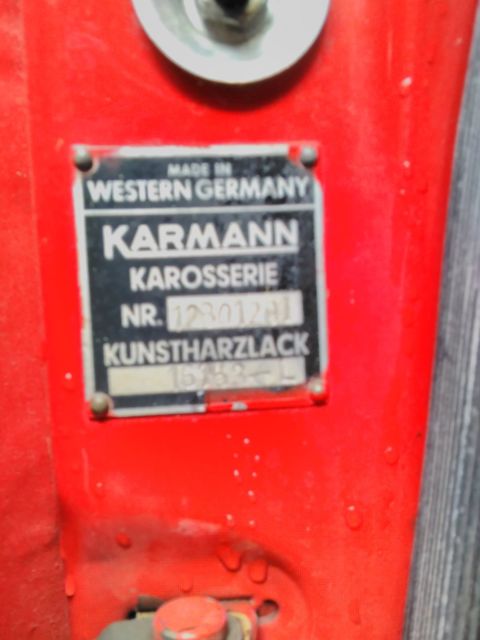 MADE IN
WESTERN GERMANY
KARMANN
KAROSSERIE
NR.
KUNSTHARZLACK